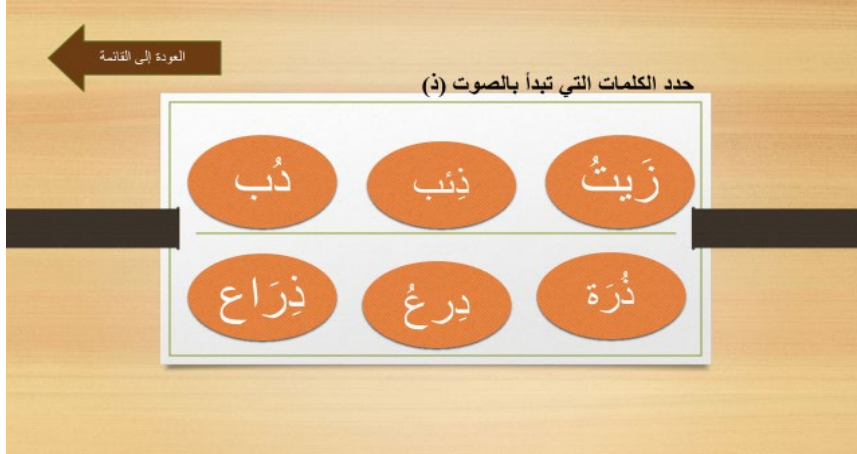 العودة إلى القائمة
حدد الكلمات التي تبدأ بالصوت (ذ)
زَيتُ ذِئب دُب
ذُرَة دِرعُ ذِرَاع